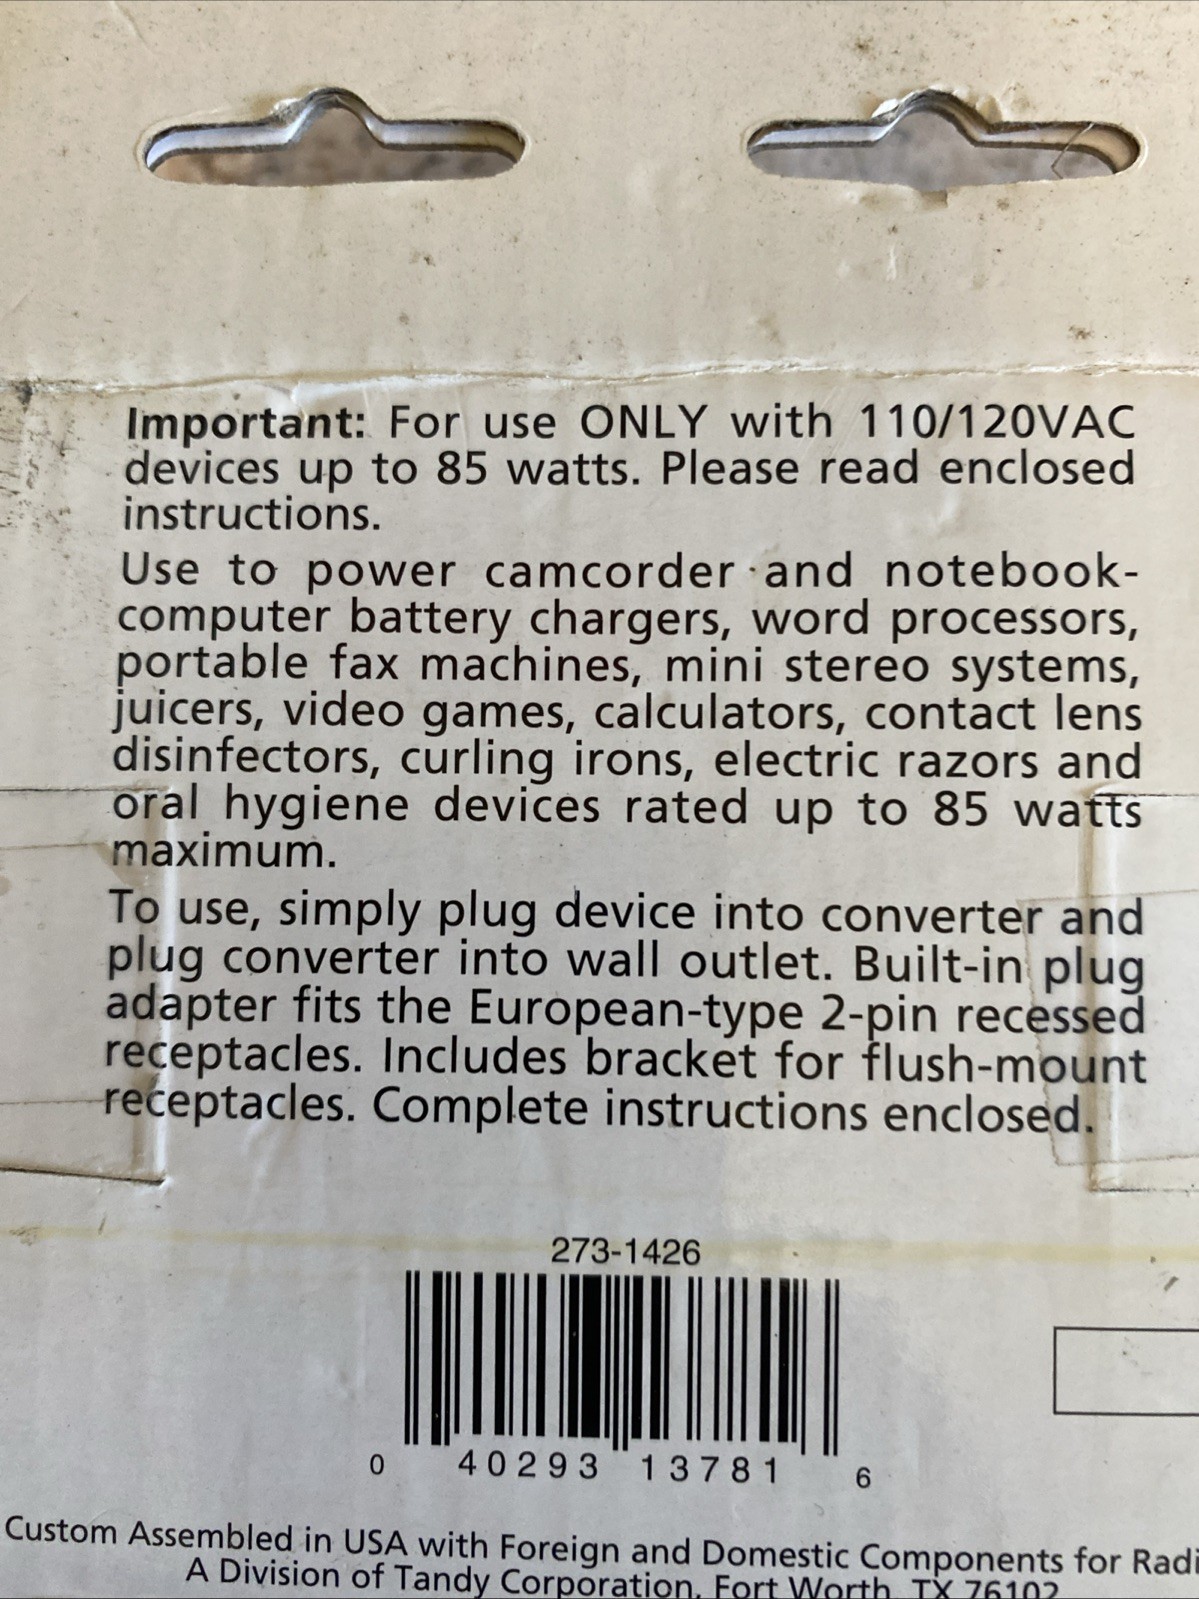 Important: For use ONLY with 110/120VAC
devices up to 85 watts. Please read enclosed
instructions.
Use to power camcorder and notebook-
computer battery chargers, word processors,
portable fax machines, mini stereo systems,
juicers, video games, calculators, contact lens
disinfectors, curling irons, electric razors and
oral hygiene devices rated up to 85 watts
maximum.
To use, simply plug device into converter and
plug converter into wall outlet. Built-in plug
adapter fits the European-type 2-pin recessed
receptacles. Includes bracket for flush-mount
receptacles. Complete instructions enclosed.
273-1426
0 40293 13781 6
Custom Assembled in USA with Foreign and Domestic Components for Radi
A Division of Tandy Corporation, Fort Worth, TX 76102